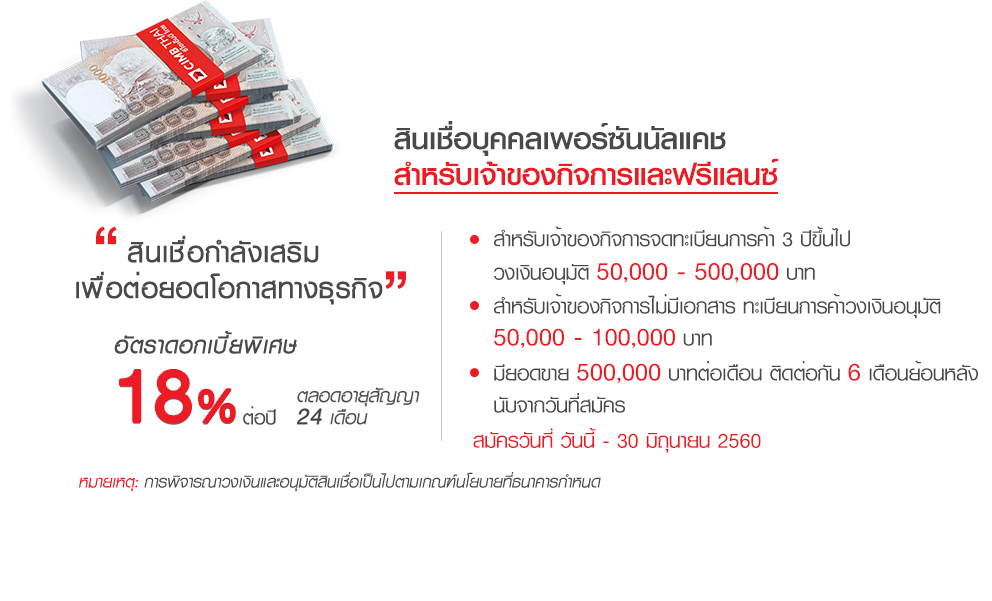 CIMB THAI
ซีไอเอ็มบี ไทย
1000
สินเชื่อบุคคลเพอร์ซันนัลแคช
สำหรับเจ้าของกิจการและฟรีแลนซ์
“ สินเชื่อกำลังเสริม
เพื่อต่อยอดโอกาสทางธุรกิจ ”
อัตราดอกเบี้ยพิเศษ
18% ต่อปี ตลอดอายุสัญญา
24 เดือน
• สำหรับเจ้าของกิจการจดทะเบียนการค้า 3 ปีขึ้นไป
วงเงินอนุมัติ 50,000 - 500,000 บาท
• สำหรับเจ้าของกิจการไม่มีเอกสาร ทะเบียนการค้าวงเงินอนุมัติ
50,000 - 100,000 บาท
• มียอดขาย 500,000 บาทต่อเดือน ติดต่อกัน 6 เดือนย้อนหลัง
นับจากวันที่สมัคร
สมัครวันที่ วันนี้ - 30 มิถุนายน 2560
หมายเหตุ: การพิจารณาวงเงินและอนุมัติสินเชื่อเป็นไปตามเกณฑ์นโยบายที่ธนาคารกำหนด